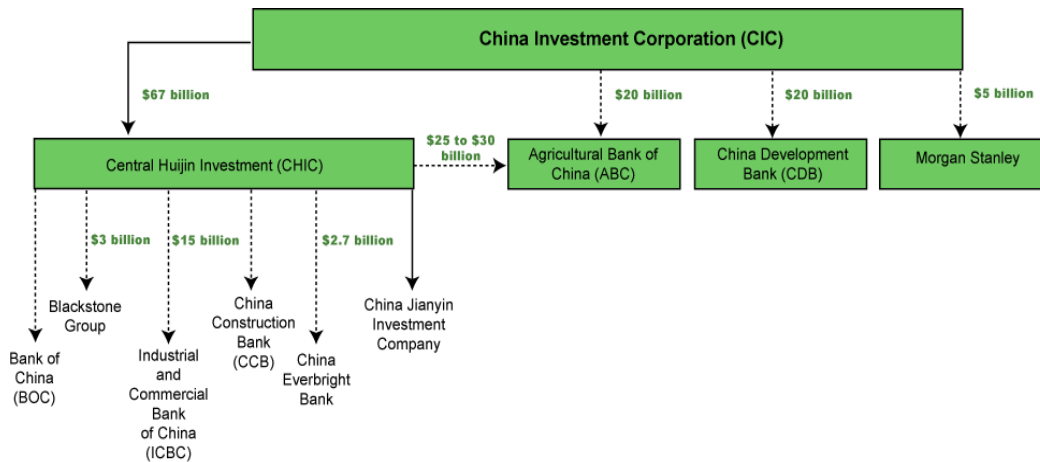 China Investment Corporation (CIC)
$67 billion
$20 billion
$20 billion
$5 billion
Central Huijin Investment (CHIC)
$25 to $30
billion
Agricultural Bank of
China (ABC)
China Development
Bank (CDB)
Morgan Stanley
$3 billion
$15 billion
$2.7 billion
Bank of
China
(BOC)
Blackstone
Group
Industrial
and
Commercial
Bank
of China
(ICBC)
China
Construction
Bank
(CCB)
China
Everbright
Bank
China Jianyin
Investment
Company